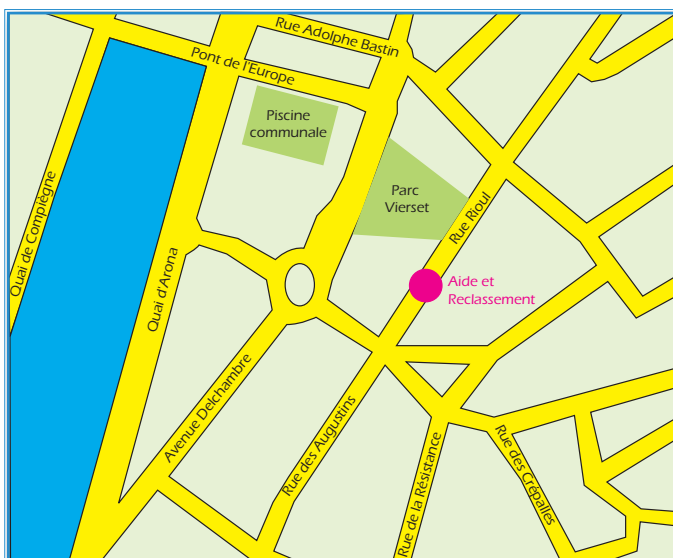 Rue Adolphe Bastin
Pont de l'Europe
Piscine
communale
Quai de Compiègne
Parc
Vierset
Rue Rioul
Quai d'Arona
Aide et
Reclassement
Avenue Delchambre
Rue des Augustins
Rue de la Résistance
Rue des Crépalles